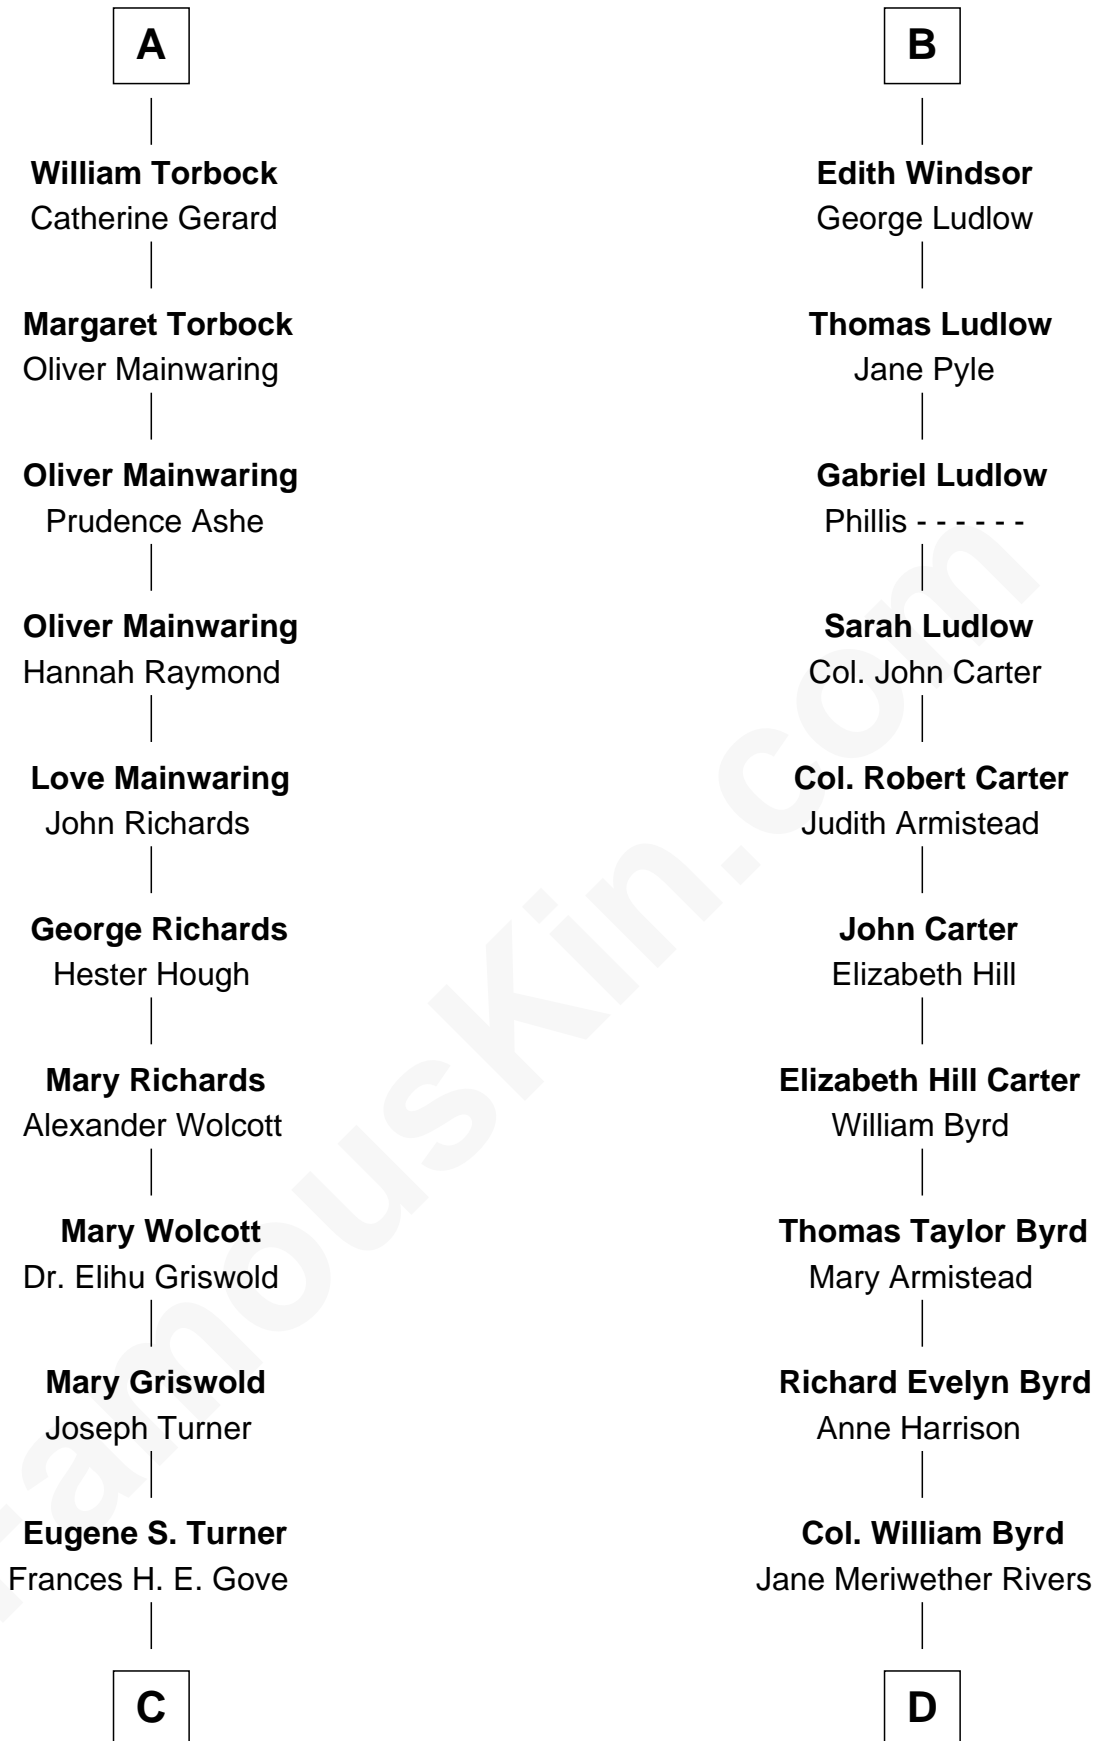 A
William Torbock
Catherine Gerard
Margaret Torbock
Oliver Mainwaring
Oliver Mainwaring
Prudence Ashe
Oliver Mainwaring
Hannah Raymond
Love Mainwaring
John Richards
George Richards
Hester Hough
Mary Richards
Alexander Wolcott
Mary Wolcott
Dr. Elihu Griswold
Mary Griswold
Joseph Turner
Eugene S. Turner
Frances H. E. Gove
C
B
Edith Windsor
George Ludlow
Thomas Ludlow
Jane Pyle
Gabriel Ludlow
Phillis - - - - - -
Sarah Ludlow
Col. John Carter
Col. Robert Carter
Judith Armistead
John Carter
Elizabeth Hill
Elizabeth Hill Carter
William Byrd
Thomas Taylor Byrd
Mary Armistead
Richard Evelyn Byrd
Anne Harrison
Col. William Byrd
Jane Meriwether Rivers
D
FamousKin.com